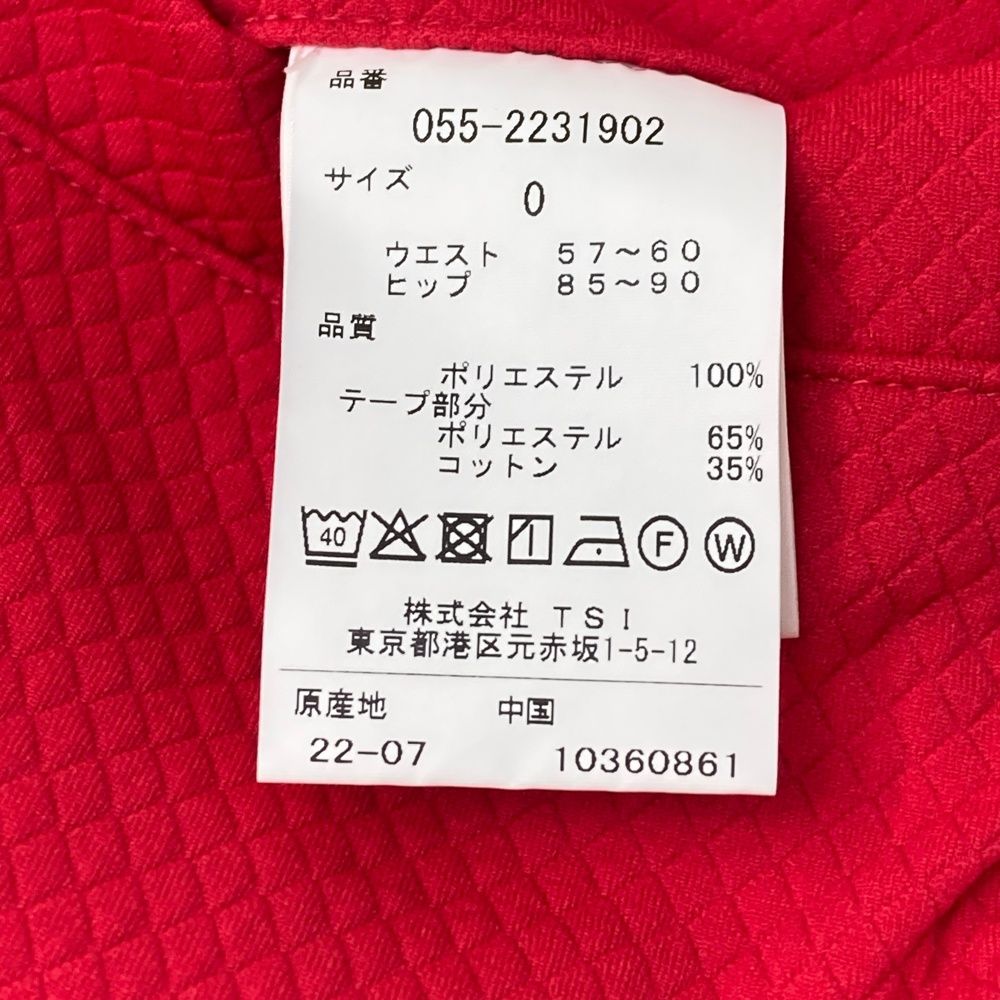 品番
055-2231902
サイズ
0
ウエスト 57～60
ヒップ 85～90
品質
ポリエステル 100%
テープ部分
ポリエステル 65%
コットン 35%
40 F W
株式会社 TSI
東京都港区元赤坂1-5-12
原産地 中国
22-07 10360861